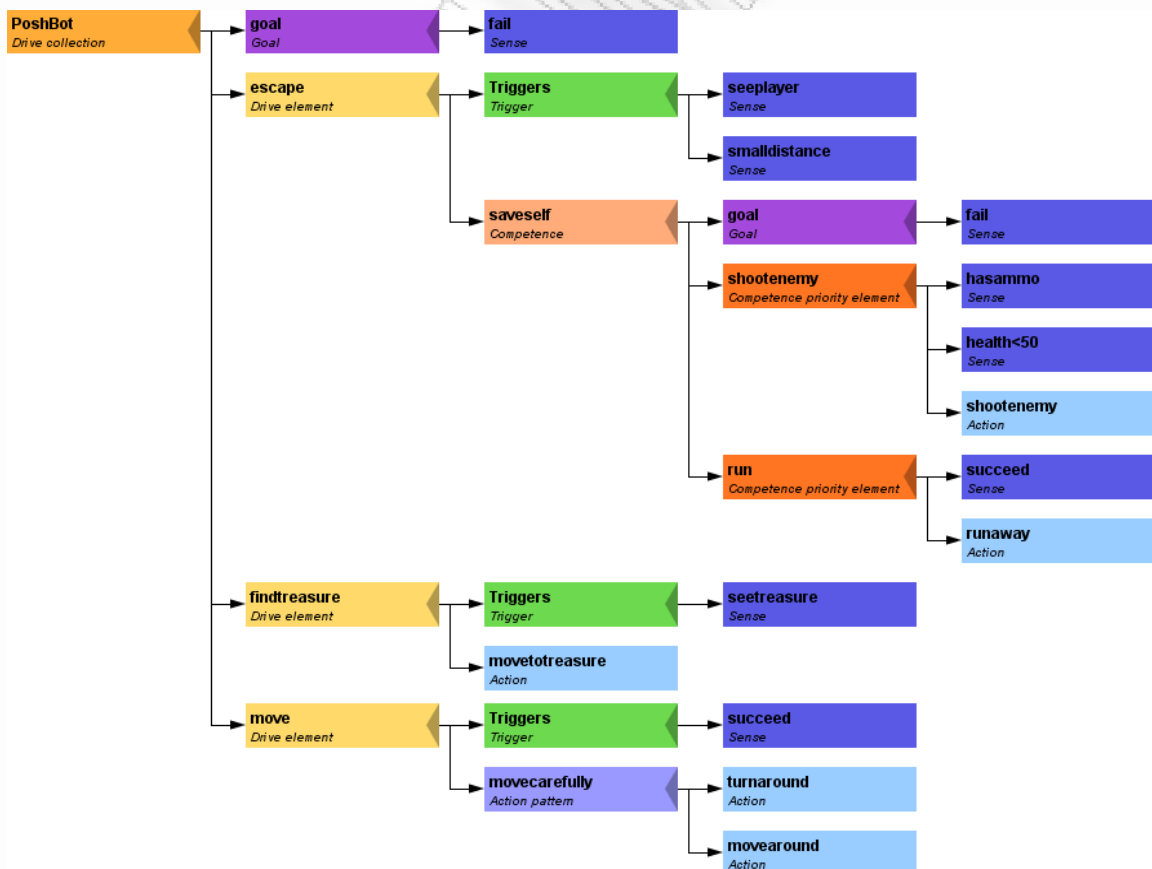 PoshBot
Drive collection
goal
Goal
fail
Sense
escape
Drive element
Triggers
Trigger
seeplayer
Sense
smalldistance
Sense
saveself
Competence
goal
Goal
fail
Sense
shootenemy
Competence priority element
hasammo
Sense
health<50
Sense
shootenemy
Action
run
Competence priority element
succeed
Sense
runaway
Action
findtreasure
Drive element
Triggers
Trigger
seetreasure
Sense
movetotreasure
Action
move
Drive element
Triggers
Trigger
succeed
Sense
movecarefully
Action pattern
turnaround
Action
movearound
Action